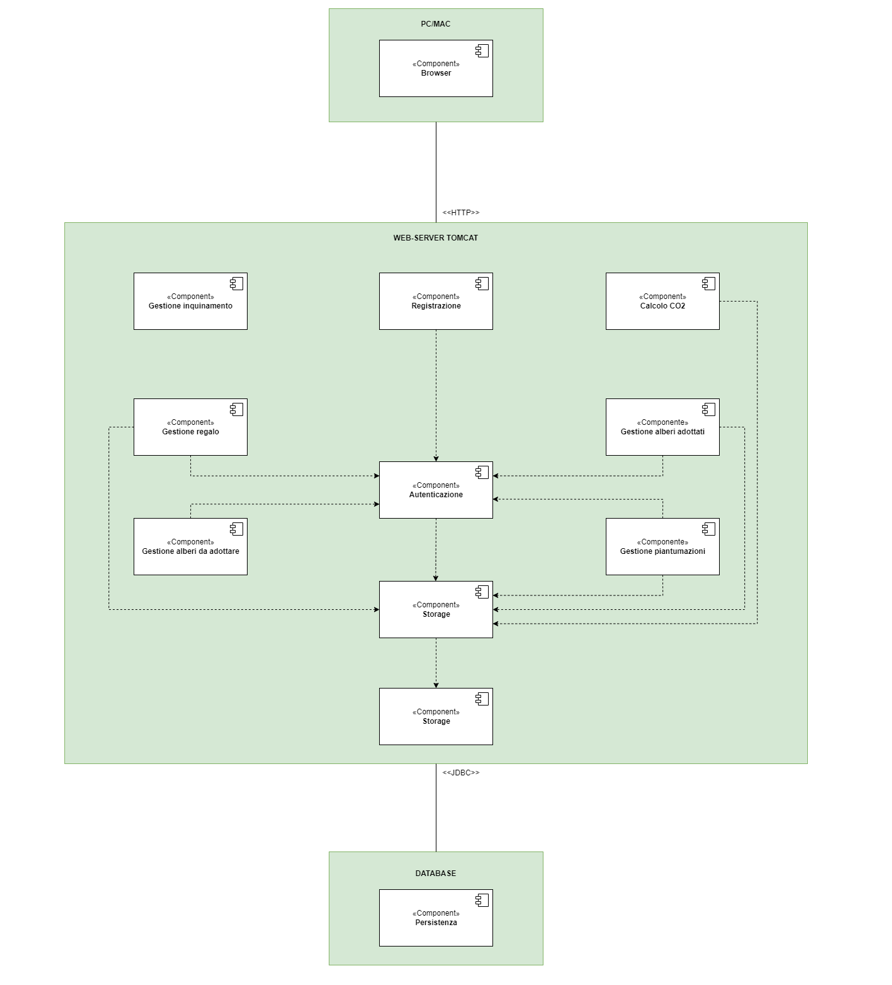 PC/MAC
«Component»
Browser
<<HTTP>>
WEB-SERVER TOMCAT
«Component»
Gestione inquinamento
«Component»
Registrazione
«Component»
Calcolo CO2
«Component»
Gestione regalo
«Componente»
Gestione alberi adottati
«Component»
Autenticazione
«Component»
Gestione alberi da adottare
«Componente»
Gestione piantumazioni
«Component»
Storage
«Component»
Storage
<<JDBC>>
DATABASE
«Component»
Persistenza